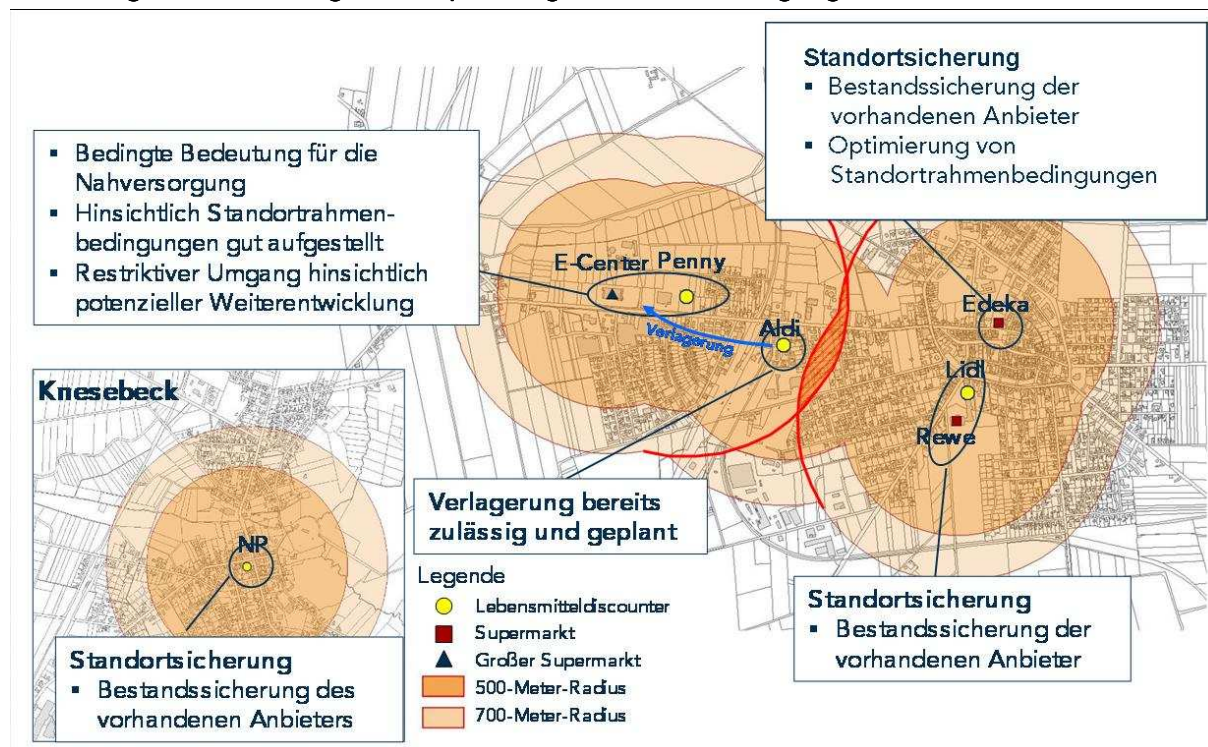 Standortsicherung
▪ Bestandssicherung der
vorhandenen Anbieter
▪ Optimierung von
Standortrahmenbedingungen
▪ Bedingte Bedeutung für die
Nahversorgung
▪ Hinsichtlich Standortrahmen-
bedingungen gut aufgestellt
▪ Restriktiver Umgang hinsichtlich
potenzieller Weiterentwicklung
E-Center Penny
Verlagerung
Aldi
Edeka
Lidl
Rewe
Knesebeck
NP
Verlagerung bereits
zulässig und geplant
Legende
Lebensmitteldiscounter
Supermarkt
Großer Supermarkt
500-Meter-Radius
700-Meter-Radius
Standortsicherung
▪ Bestandssicherung des
vorhandenen Anbieters
Standortsicherung
▪ Bestandssicherung der
vorhandenen Anbieter